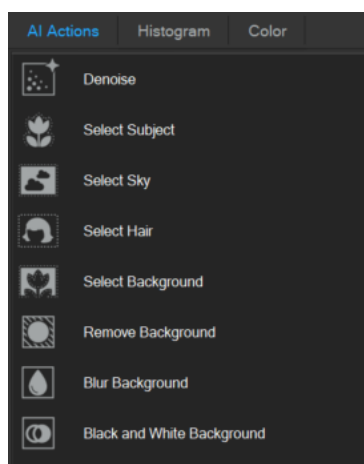 AI Actions Histogram Color
Denoise
Select Subject
Select Sky
Select Hair
Select Background
Remove Background
Blur Background
Black and White Background